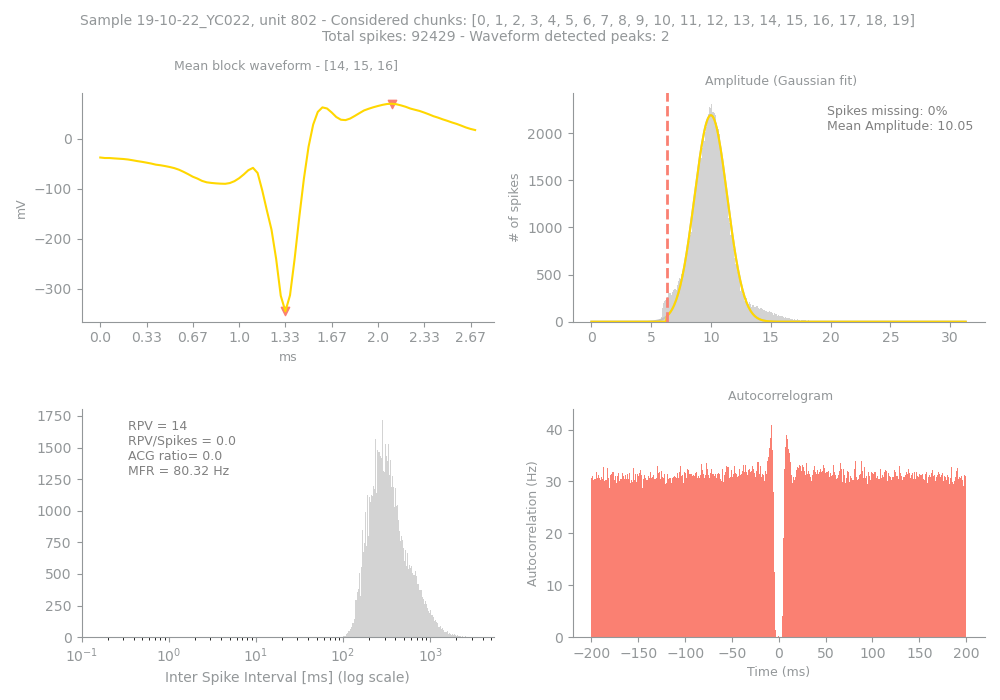 Sample 19-10-22_YC022, unit 802 - Considered chunks: [0, 1, 2, 3, 4, 5, 6, 7, 8, 9, 10, 11, 12, 13, 14, 15, 16, 17, 18, 19]
Total spikes: 92429 - Waveform detected peaks: 2
Mean block waveform - [14, 15, 16]
0
−100
−200
−300
mV
0.0 0.33 0.67 1.0 1.33 1.67 2.0 2.33 2.67
ms
Amplitude (Gaussian fit)
Spikes missing: 0%
Mean Amplitude: 10.05
2000
1500
1000
500
0
# of spikes
0 5 10 15 20 25 30
1750
1500
1250
1000
750
500
250
0
RPV = 14
RPV/Spikes = 0.0
ACG ratio= 0.0
MFR = 80.32 Hz
10⁻¹ 10⁰ 10¹ 10² 10³
Inter Spike Interval [ms] (log scale)
Autocorrelogram
40
30
20
10
0
Autocorrelation (Hz)
−200 −150 −100 −50 0 50 100 150 200
Time (ms)